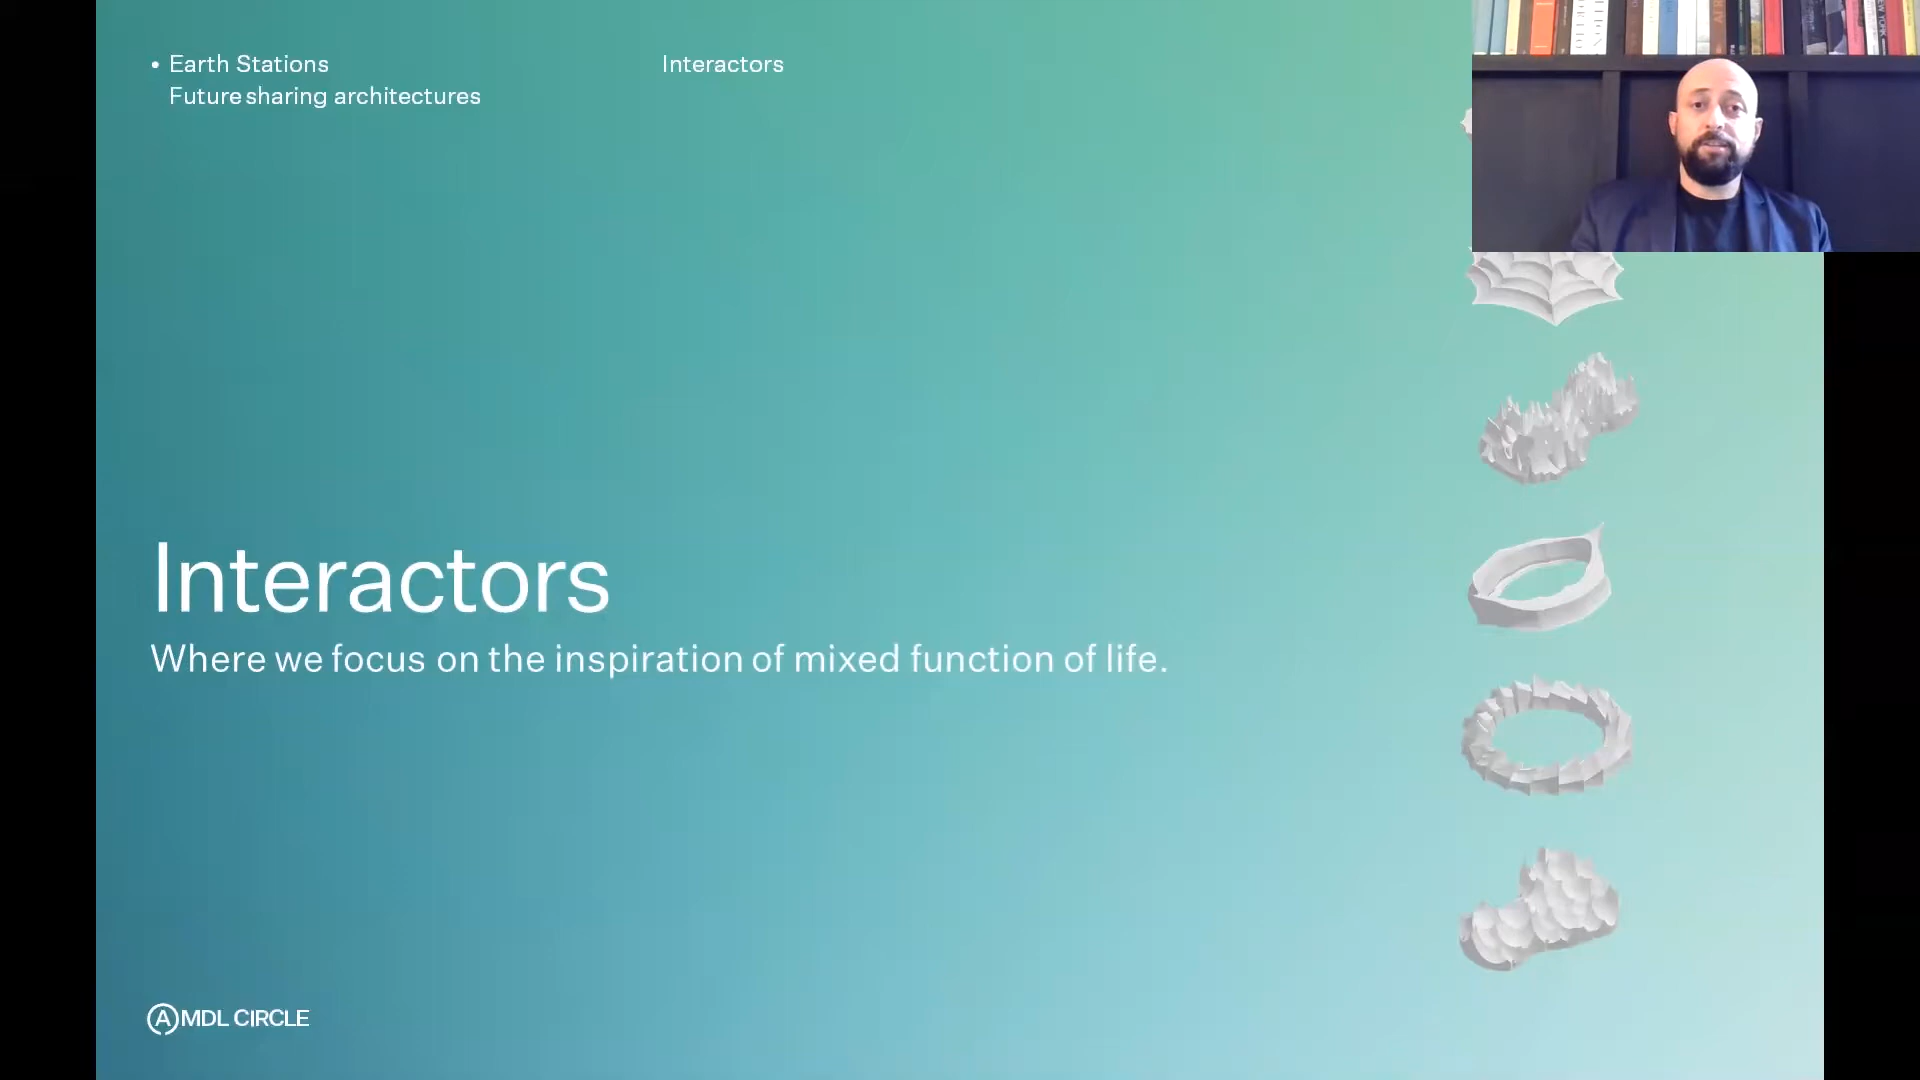 • Earth Stations
Future sharing architectures
Interactors
Interactors
Where we focus on the inspiration of mixed function of life.
AMDL CIRCLE